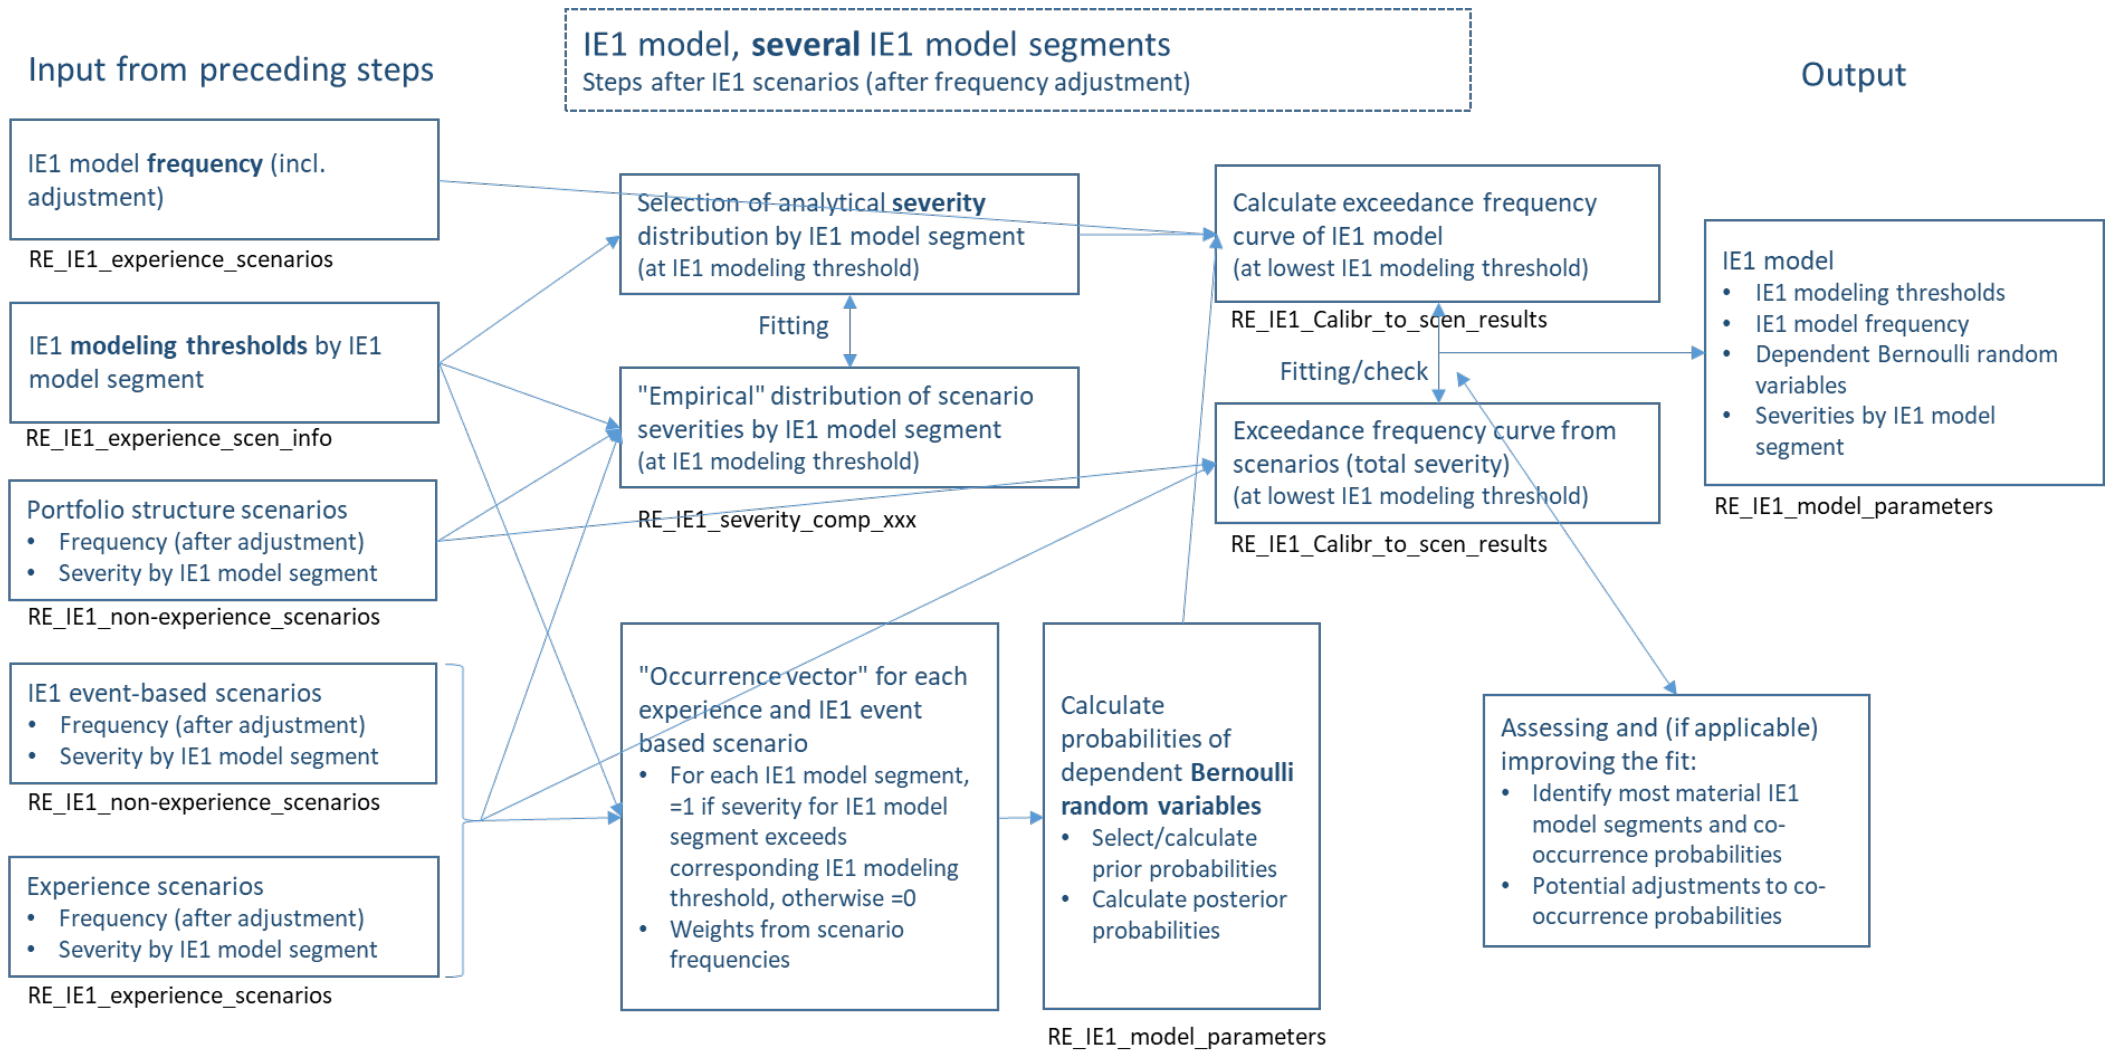 Input from preceding steps
IE1 model, several IE1 model segments
Steps after IE1 scenarios (after frequency adjustment)
Output
IE1 model frequency (incl.
adjustment)
RE_IE1_experience_scenarios
IE1 modeling thresholds by IE1
model segment
RE_IE1_experience_scen_info
Portfolio structure scenarios
• Frequency (after adjustment)
• Severity by IE1 model segment
RE_IE1_non-experience_scenarios
IE1 event-based scenarios
• Frequency (after adjustment)
• Severity by IE1 model segment
RE_IE1_non-experience_scenarios
Experience scenarios
• Frequency (after adjustment)
• Severity by IE1 model segment
RE_IE1_experience_scenarios
Selection of analytical severity
distribution by IE1 model segment
(at IE1 modeling threshold)
Fitting
"Empirical" distribution of scenario
severities by IE1 model segment
(at IE1 modeling threshold)
RE_IE1_severity_comp_xxx
"Occurrence vector" for each
experience and IE1 event
based scenario
• For each IE1 model segment,
=1 if severity for IE1 model
segment exceeds
corresponding IE1 modeling
threshold, otherwise =0
• Weights from scenario
frequencies
Calculate
probabilities of
dependent Bernoulli
random variables
• Select/calculate
prior probabilities
• Calculate posterior
probabilities
RE_IE1_model_parameters
Calculate exceedance frequency
curve of IE1 model
(at lowest IE1 modeling threshold)
RE_IE1_Calibr_to_scen_results
Fitting/check
Exceedance frequency curve from
scenarios (total severity)
(at lowest IE1 modeling threshold)
RE_IE1_Calibr_to_scen_results
IE1 model
• IE1 modeling thresholds
• IE1 model frequency
• Dependent Bernoulli random
variables
• Severities by IE1 model
segment
RE_IE1_model_parameters
Assessing and (if applicable)
improving the fit:
• Identify most material IE1
model segments and co-
occurrence probabilities
• Potential adjustments to co-
occurrence probabilities